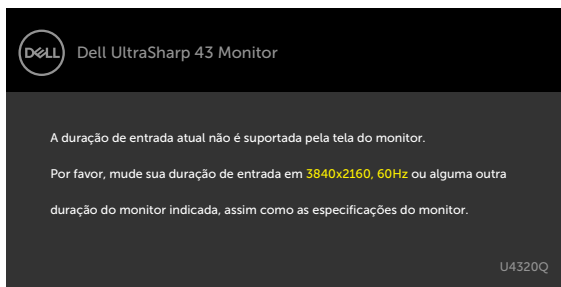 DELL Dell UltraSharp 43 Monitor
A duração de entrada atual não é suportada pela tela do monitor.
Por favor, mude sua duração de entrada em 3840x2160, 60Hz ou alguma outra
duração do monitor indicada, assim como as especificações do monitor.
U4320Q